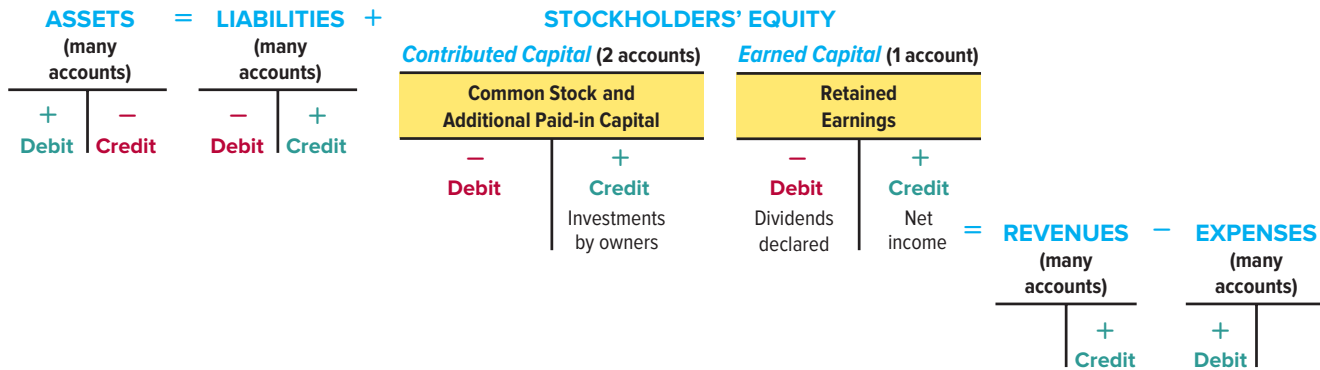 ASSETS = LIABILITIES + STOCKHOLDERS' EQUITY
(many accounts)
(many accounts)
Contributed Capital (2 accounts)
Earned Capital (1 account)
+ −
Debit Credit
− +
Debit Credit
Common Stock and
Additional Paid-in Capital
− +
Debit Credit
Investments
by owners
Retained
Earnings
− +
Debit Credit
Dividends
declared
Net
income
= REVENUES − EXPENSES
(many
accounts)
(many
accounts)
+
Credit
+
Debit